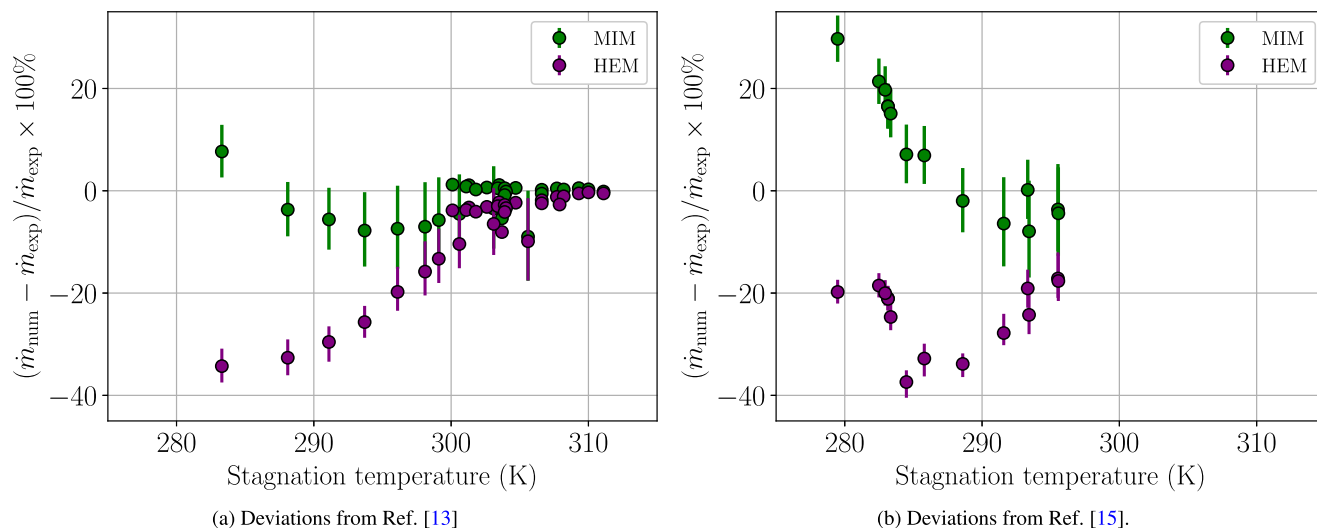 (ṁnum − ṁexp)/ṁexp × 100%
20
0
−20
−40
280
290
300
310
Stagnation temperature (K)
MIM
HEM
(a) Deviations from Ref. [13]
(ṁnum − ṁexp)/ṁexp × 100%
20
0
−20
−40
280
290
300
310
Stagnation temperature (K)
MIM
HEM
(b) Deviations from Ref. [15].